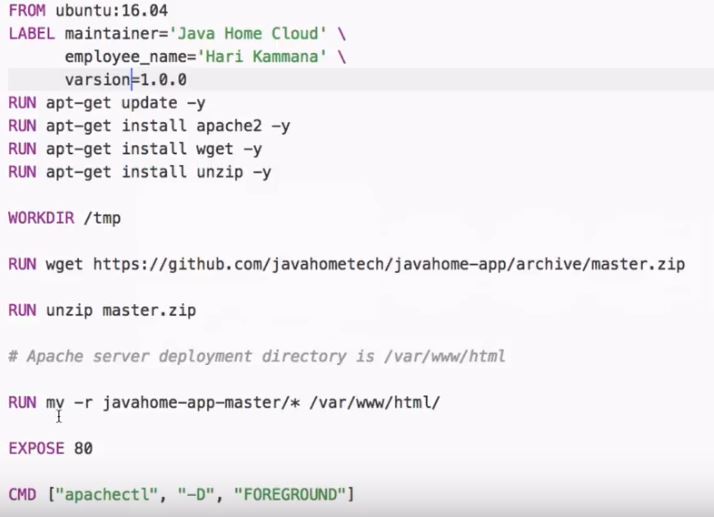 FROM ubuntu:16.04
LABEL maintainer='Java Home Cloud' \
      employee_name='Hari Kammana' \
      varsion=1.0.0
RUN apt-get update -y
RUN apt-get install apache2 -y
RUN apt-get install wget -y
RUN apt-get install unzip -y
WORKDIR /tmp
RUN wget https://github.com/javahometech/javahome-app/archive/master.zip
RUN unzip master.zip
# Apache server deployment directory is /var/www/html
RUN mv -r javahome-app-master/* /var/www/html/
EXPOSE 80
CMD ["apachectl", "-D", "FOREGROUND"]